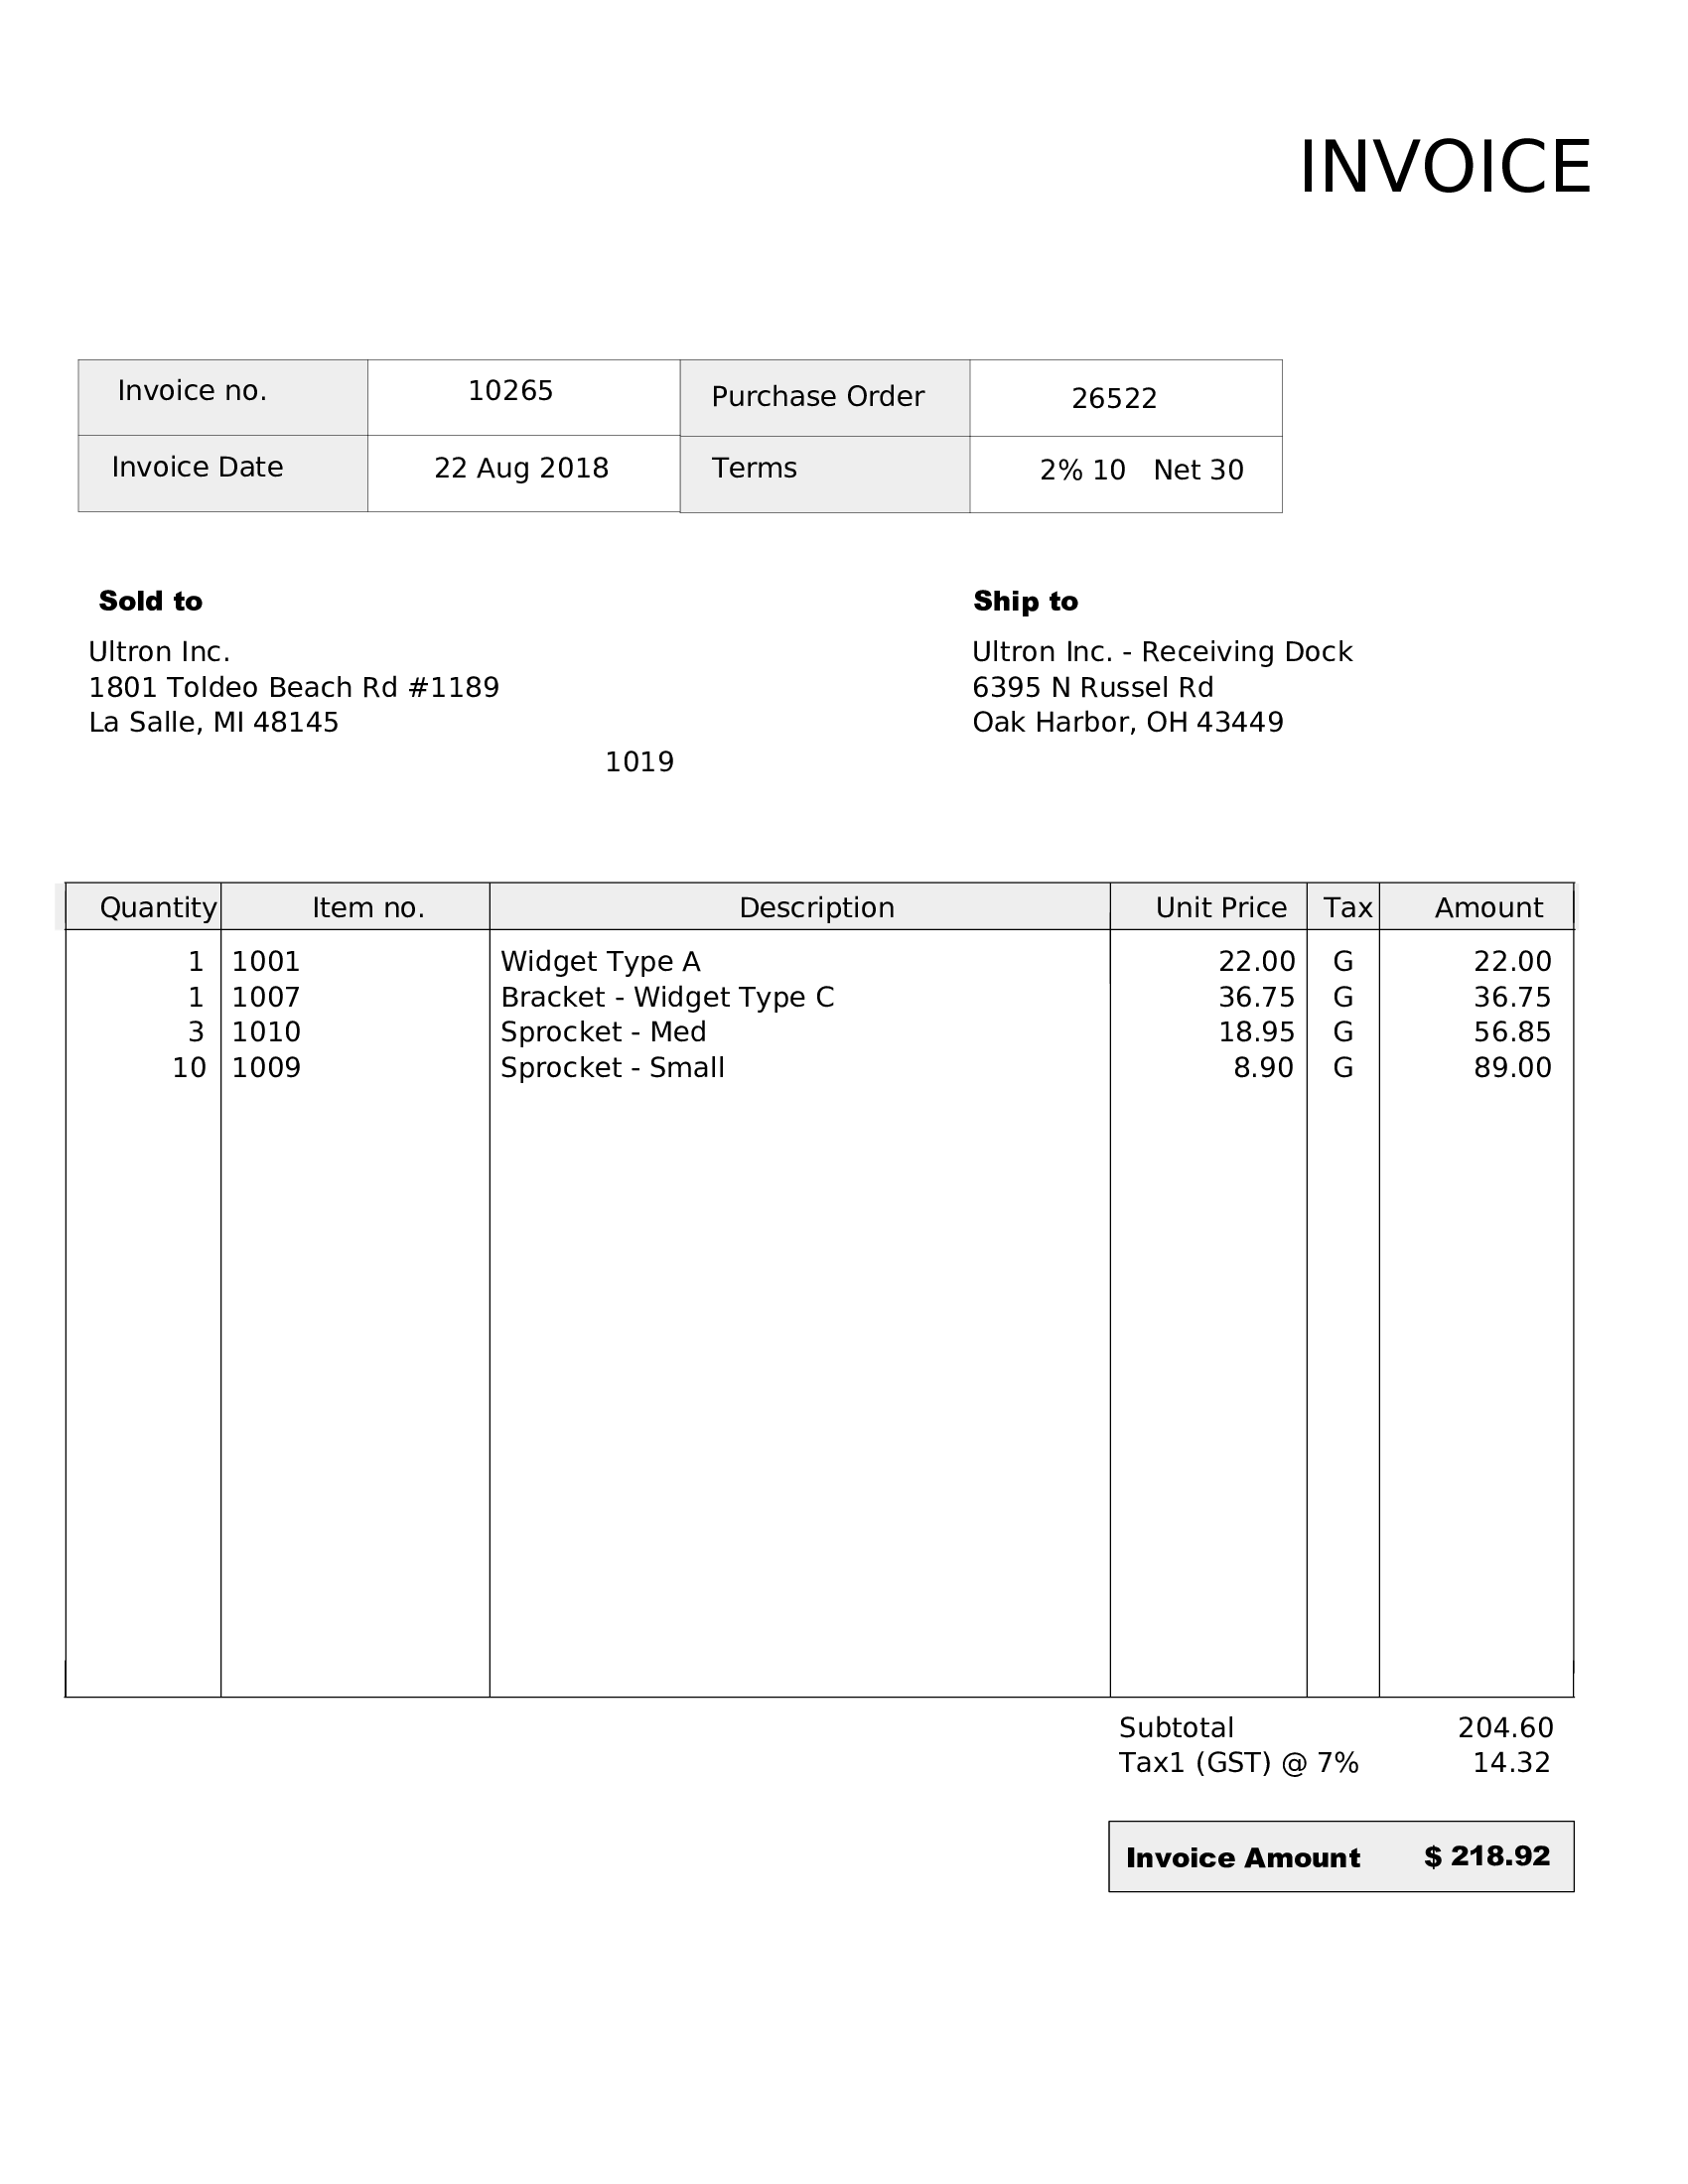 INVOICE
Invoice no. 10265 Purchase Order 26522
Invoice Date 22 Aug 2018 Terms 2% 10 Net 30
Sold to
Ultron Inc.
1801 Toldeo Beach Rd #1189
La Salle, MI 48145
1019
Ship to
Ultron Inc. - Receiving Dock
6395 N Russel Rd
Oak Harbor, OH 43449
Quantity Item no. Description Unit Price Tax Amount
1 1001 Widget Type A 22.00 G 22.00
1 1007 Bracket - Widget Type C 36.75 G 36.75
3 1010 Sprocket - Med 18.95 G 56.85
10 1009 Sprocket - Small 8.90 G 89.00
Subtotal 204.60
Tax1 (GST) @ 7% 14.32
Invoice Amount $ 218.92